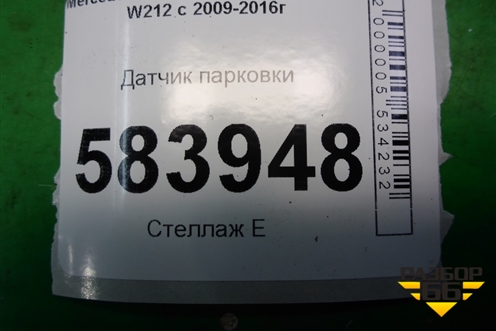 W212 с 2009-2016г
Датчик парковки
583948
Стеллаж Е
2000005534232
РАЗБОР
66